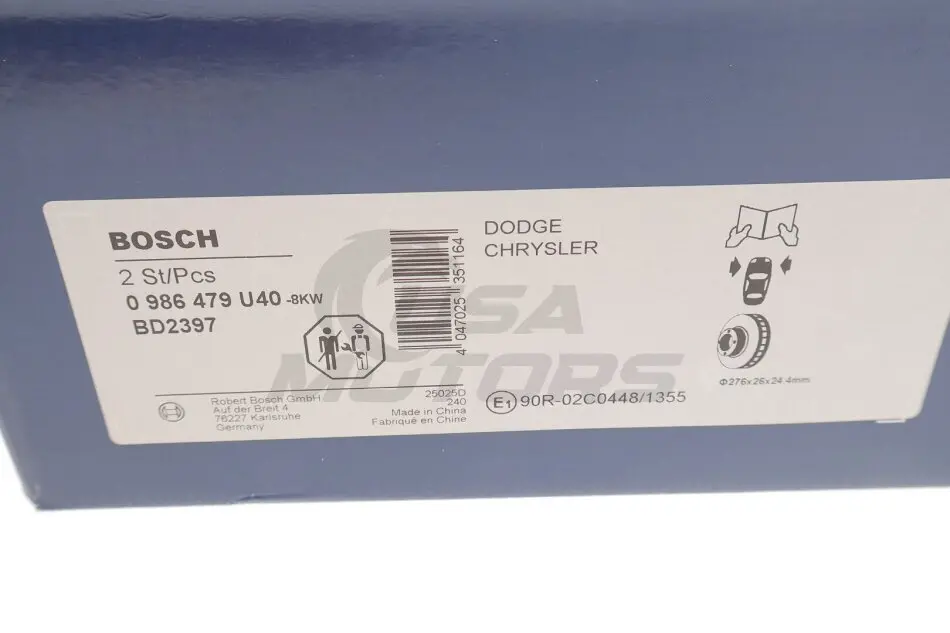 BOSCH
2 St/Pcs
0 986 479 U40 -8KW
BD2397
Robert Bosch GmbH
Auf der Breit 4
76227 Karlsruhe
Germany
4 047025 351164
25025D
240
Made in China
Fabriqué en Chine
DODGE
CHRYSLER
E1 90R-02C0448/1355
Φ276x26x24.4mm
USA
MOTORS